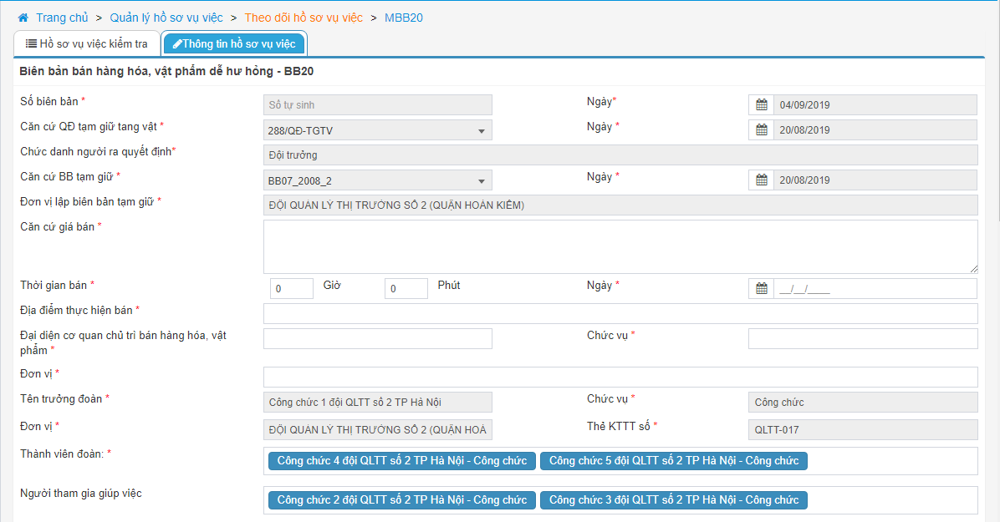 Trang chủ > Quản lý hồ sơ vụ việc > Theo dõi hồ sơ vụ việc > MBB20
Hồ sơ vụ việc kiểm tra Thông tin hồ sơ vụ việc
Biên bản bán hàng hóa, vật phẩm dễ hư hỏng - BB20
Số biên bản * Số tự sinh Ngày* 04/09/2019
Căn cứ QĐ tạm giữ tang vật * 288/QĐ-TGTV Ngày * 20/08/2019
Chức danh người ra quyết định* Đội trưởng
Căn cứ BB tạm giữ * BB07_2008_2 Ngày * 20/08/2019
Đơn vị lập biên bản tạm giữ * ĐỘI QUẢN LÝ THỊ TRƯỜNG SỐ 2 (QUẬN HOÀN KIẾM)
Căn cứ giá bán *
Thời gian bán * 0 Giờ 0 Phút Ngày * __/__/____
Địa điểm thực hiện bán *
Đại diện cơ quan chủ trì bán hàng hóa, vật phẩm * Chức vụ *
Đơn vị *
Tên trưởng đoàn * Công chức 1 đội QLTT số 2 TP Hà Nội Chức vụ * Công chức
Đơn vị * ĐỘI QUẢN LÝ THỊ TRƯỜNG SỐ 2 (QUẬN HOÀ Thẻ KTTT số * QLTT-017
Thành viên đoàn: * Công chức 4 đội QLTT số 2 TP Hà Nội - Công chức Công chức 5 đội QLTT số 2 TP Hà Nội - Công chức
Người tham gia giúp việc Công chức 2 đội QLTT số 2 TP Hà Nội - Công chức Công chức 3 đội QLTT số 2 TP Hà Nội - Công chức